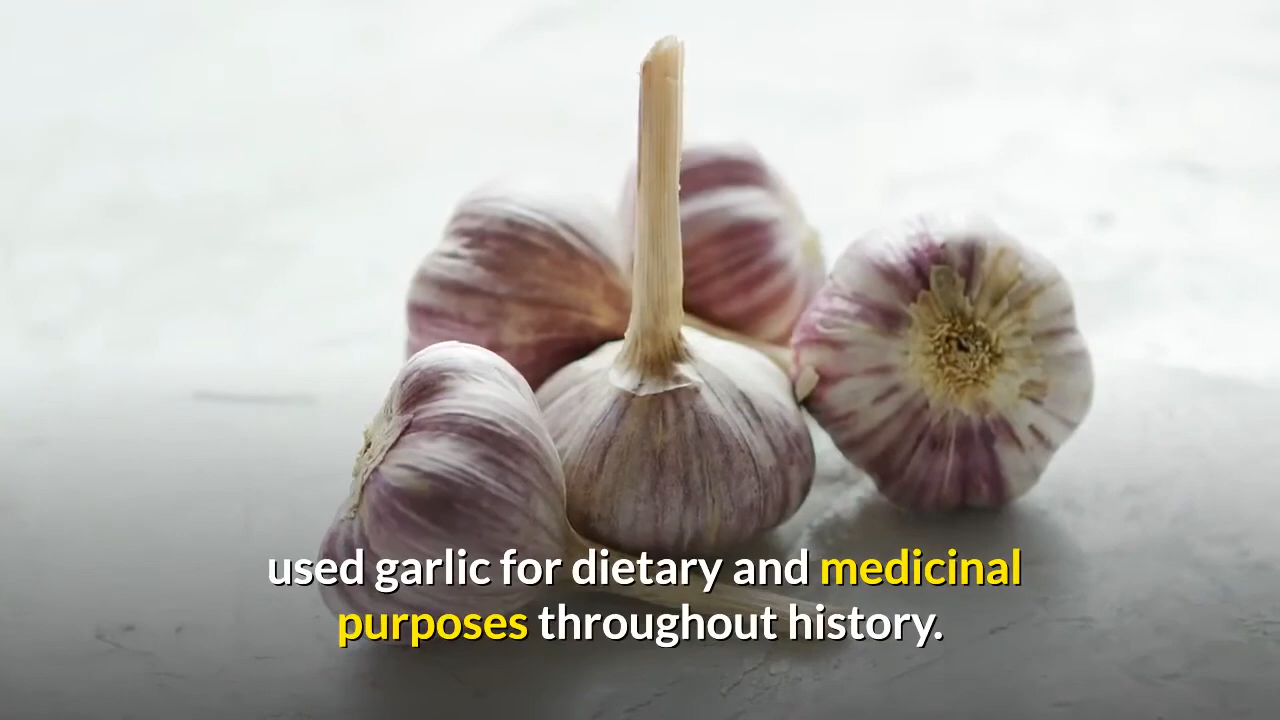 used garlic for dietary and medicinal
purposes throughout history.